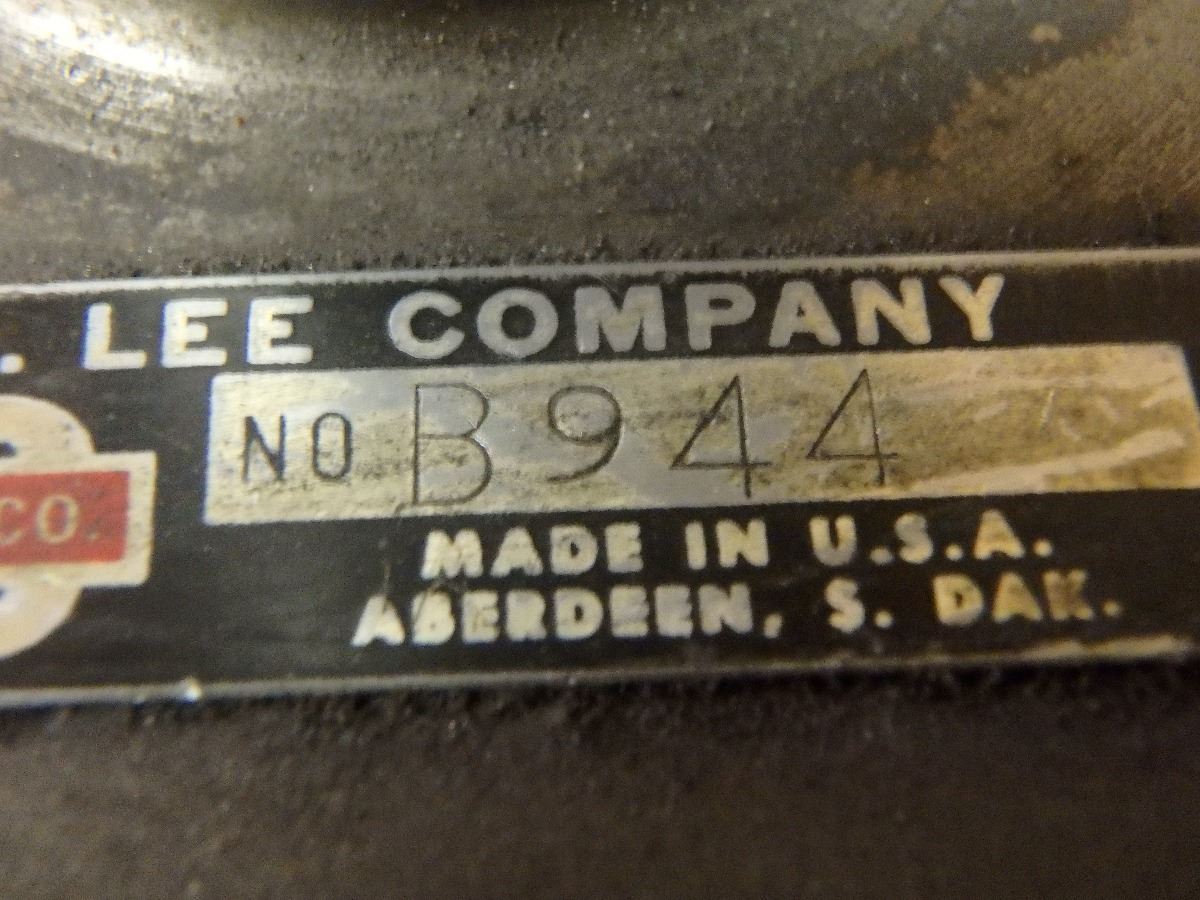 . LEE COMPANY
NO B944
CO.
MADE IN U.S.A.
ABERDEEN, S. DAK.